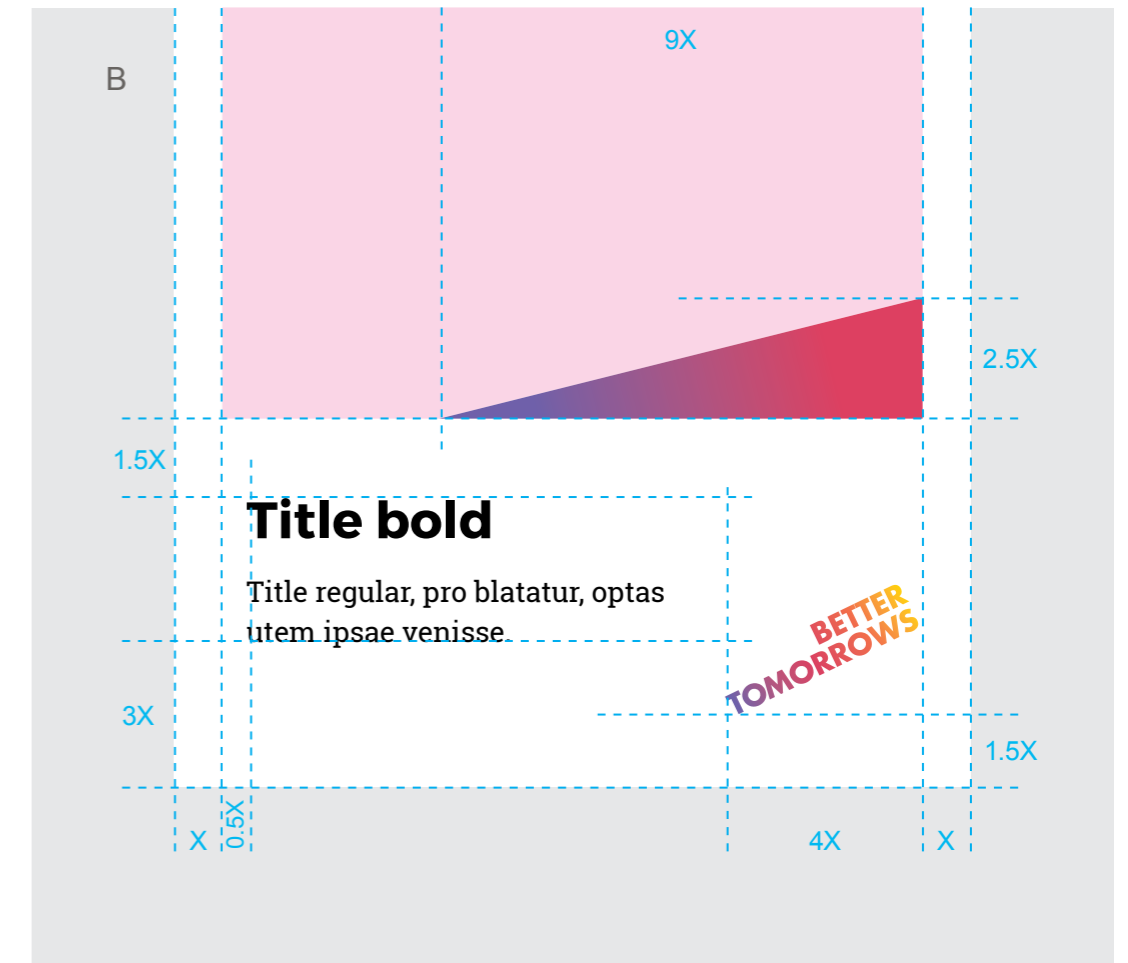 9X
B
2.5X
1.5X
Title bold
Title regular, pro blatatur, optas
utem ipsae venisse.
BETTER
TOMORROWS
3X
1.5X
X
0.5X
4X
X